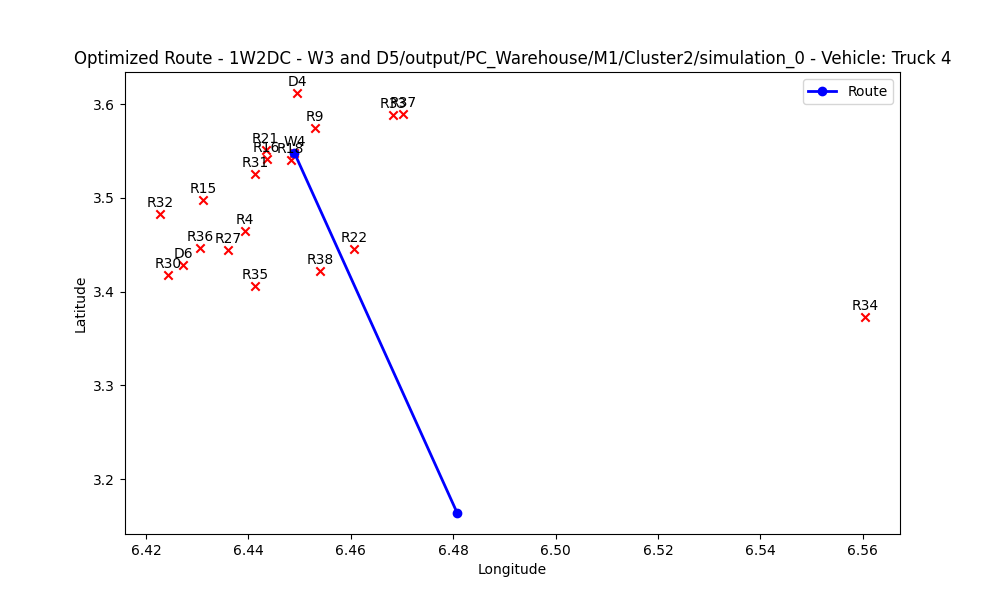 Optimized Route - 1W2DC - W3 and D5/output/PC_Warehouse/M1/Cluster2/simulation_0 - Vehicle: Truck 4
Route
D4
R33
R37
R9
R21
W4
R16
R18
R31
R15
R32
R4
R36
R27
R22
D6
R30
R38
R35
R34
3.6
3.5
3.4
3.3
3.2
Latitude
6.42
6.44
6.46
6.48
6.50
6.52
6.54
6.56
Longitude